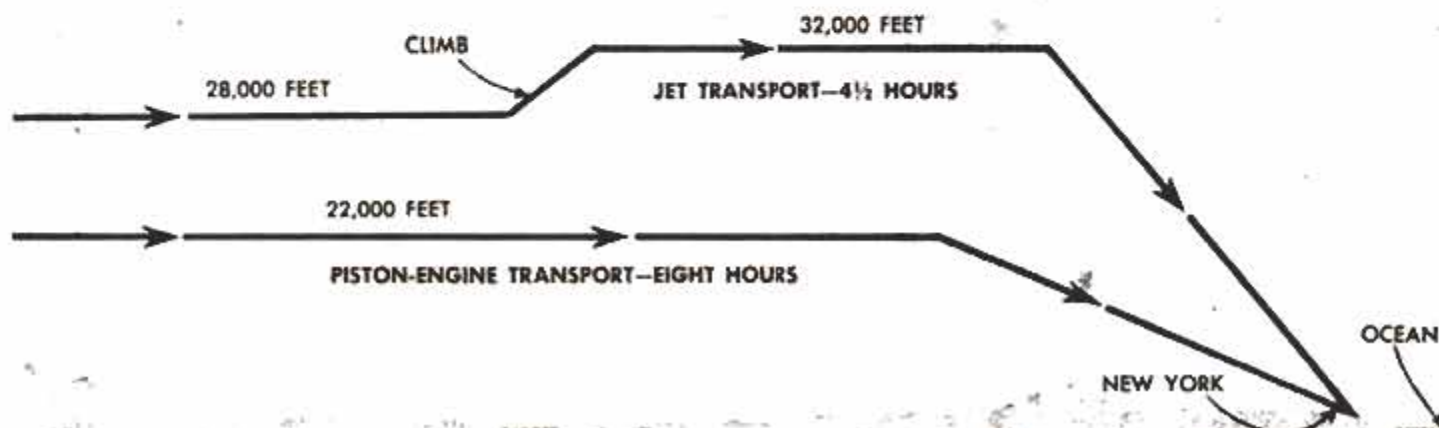 32,000 FEET
CLIMB
28,000 FEET
JET TRANSPORT—4½ HOURS
22,000 FEET
PISTON-ENGINE TRANSPORT—EIGHT HOURS
OCEAN
NEW YORK